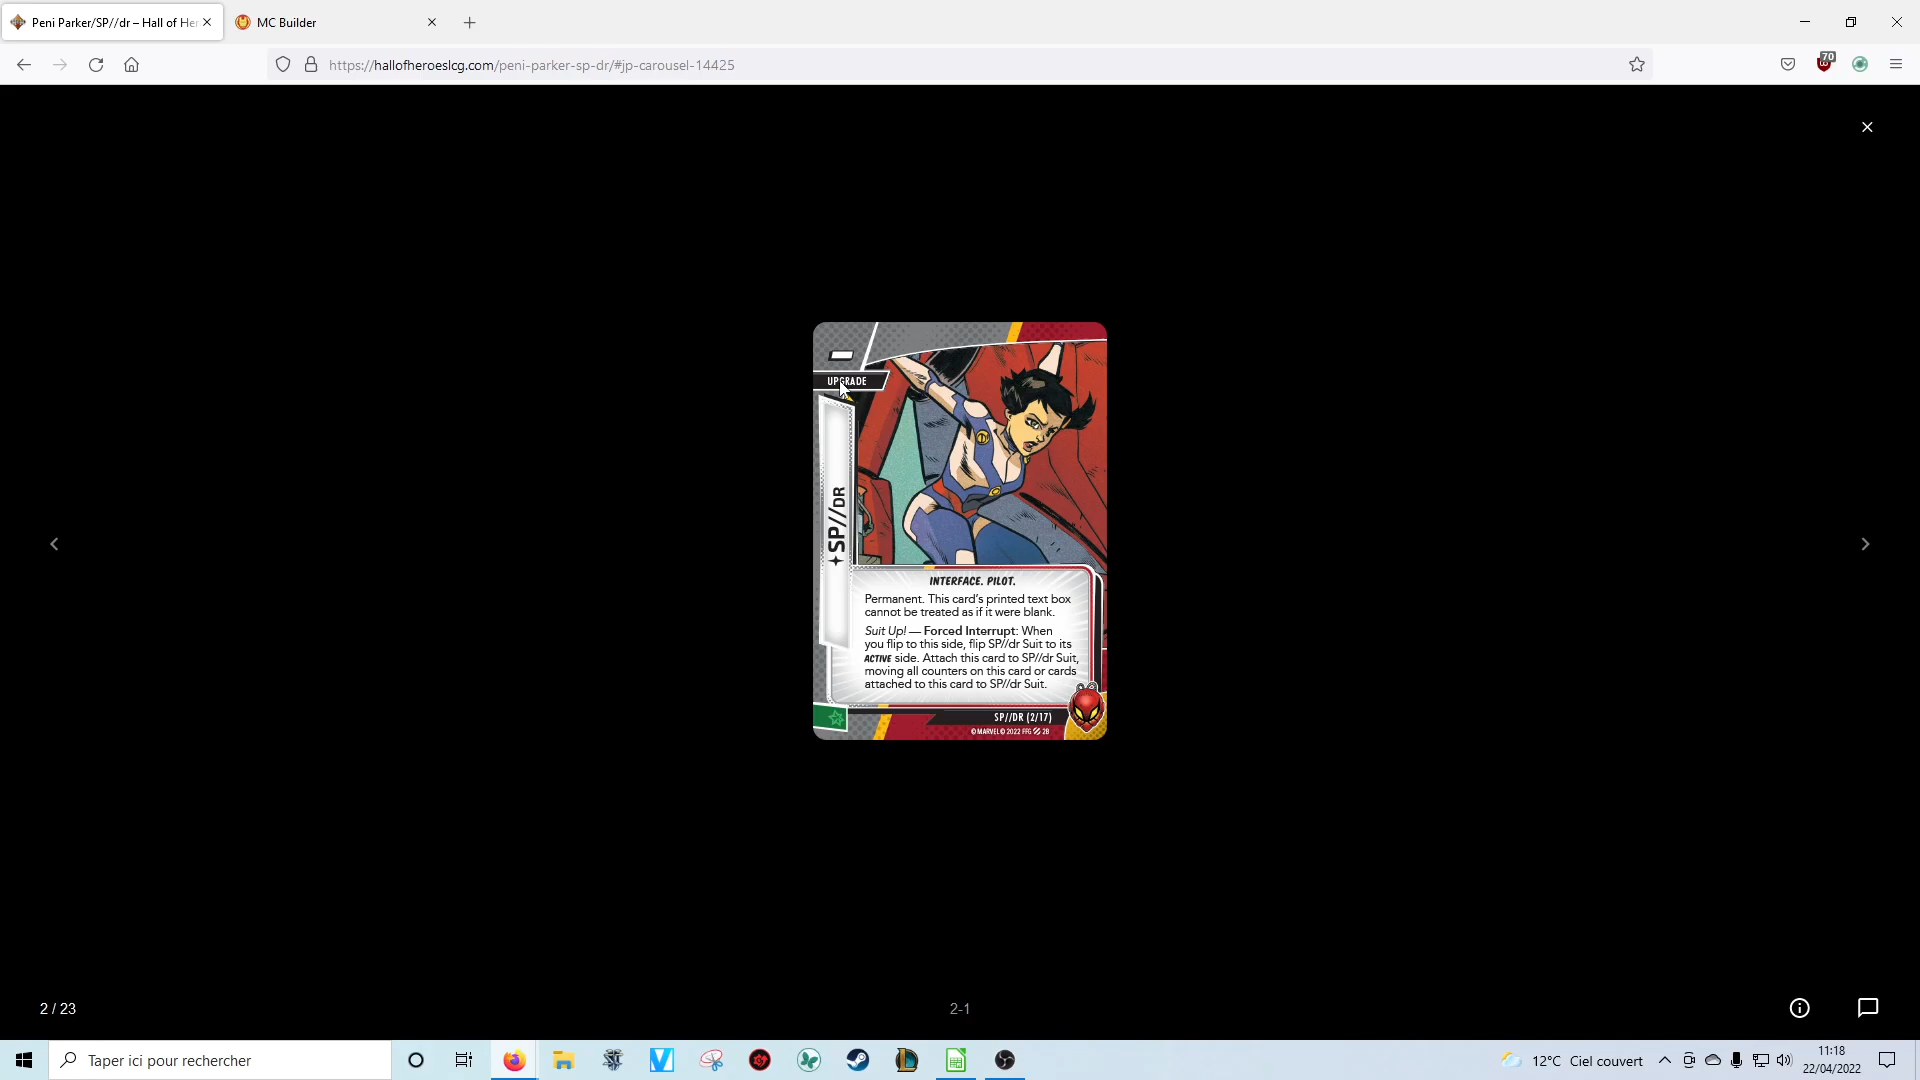 Peni Parker/SP//dr – Hall of Her
MC Builder
https://hallofheroeslcg.com/peni-parker-sp-dr/#jp-carousel-14425
70
UPGRADE
SP//DR
INTERFACE. PILOT.
Permanent. This card's printed text box
cannot be treated as if it were blank.
Suit Up! — Forced Interrupt: When
you flip to this side, flip SP//dr Suit to its
ACTIVE side. Attach this card to SP//dr Suit,
moving all counters on this card or cards
attached to this card to SP//dr Suit.
SP//DR (2/17)
© MARVEL © 2022 FFG 28
2 / 23
2-1
Taper ici pour rechercher
12°C Ciel couvert
11:18
22/04/2022